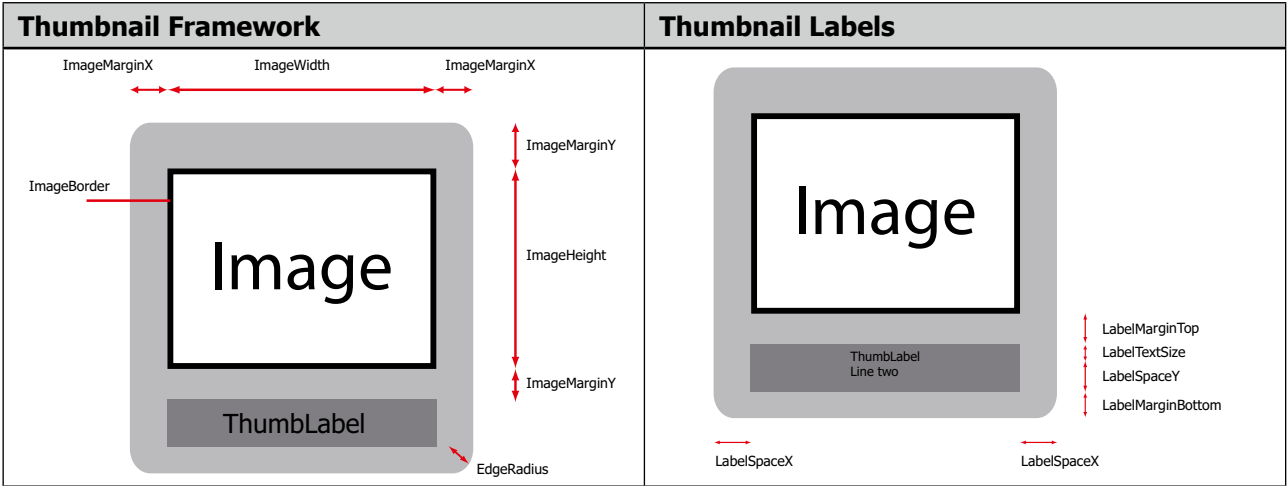 Thumbnail Framework
ImageMarginX
ImageWidth
ImageMarginX
ImageMarginY
ImageBorder
Image
ImageHeight
ImageMarginY
ThumbLabel
EdgeRadius
Thumbnail Labels
Image
LabelMarginTop
ThumbLabel
Line two
LabelTextSize
LabelSpaceY
LabelMarginBottom
LabelSpaceX
LabelSpaceX